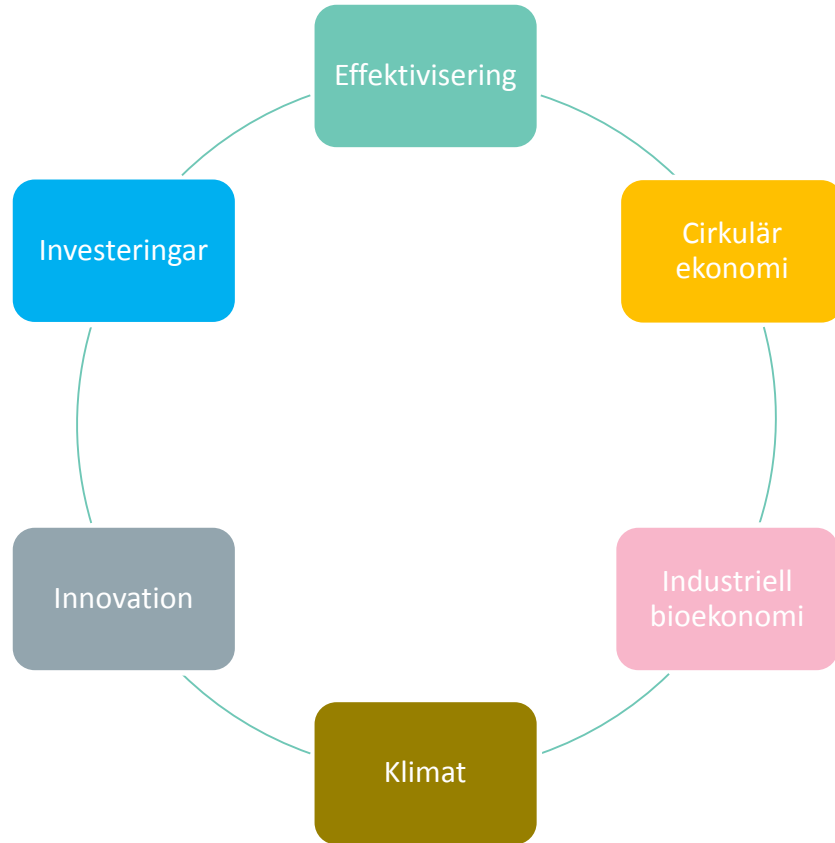 Effektivisering
Cirkulär
ekonomi
Industriell
bioekonomi
Klimat
Innovation
Investeringar